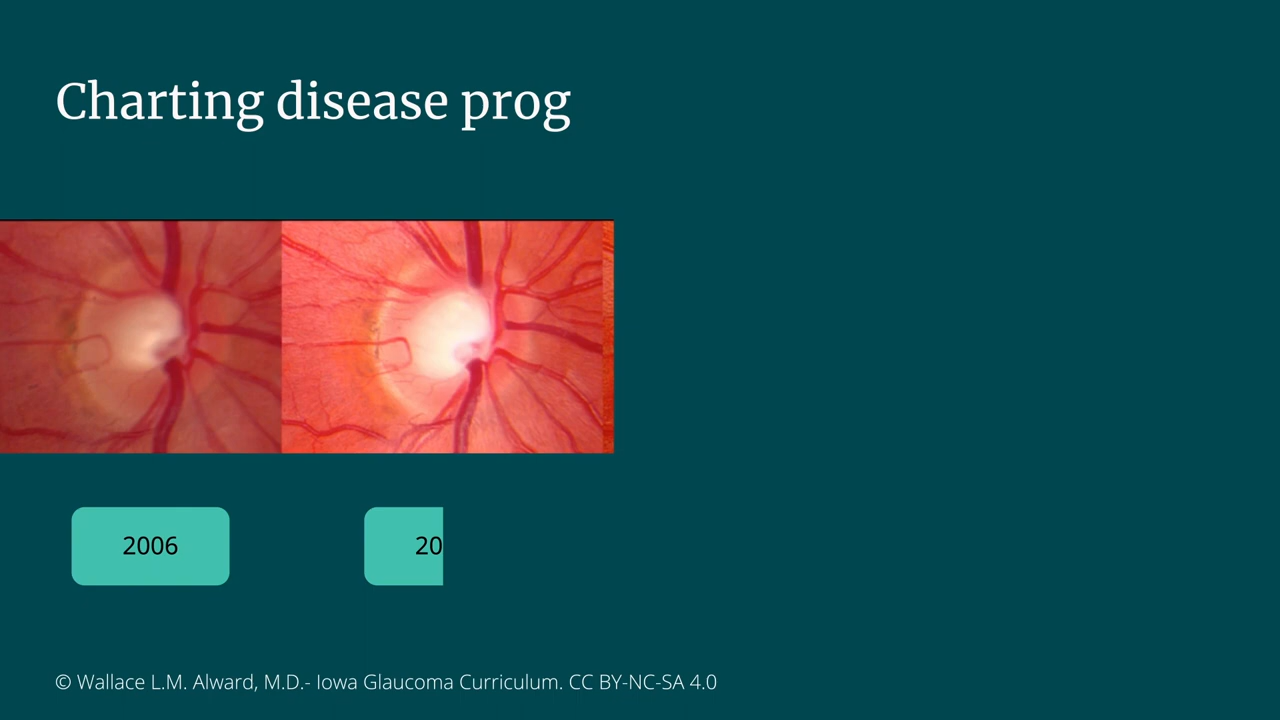 Charting disease prog
2006
20
© Wallace L.M. Alward, M.D.- Iowa Glaucoma Curriculum. CC BY-NC-SA 4.0